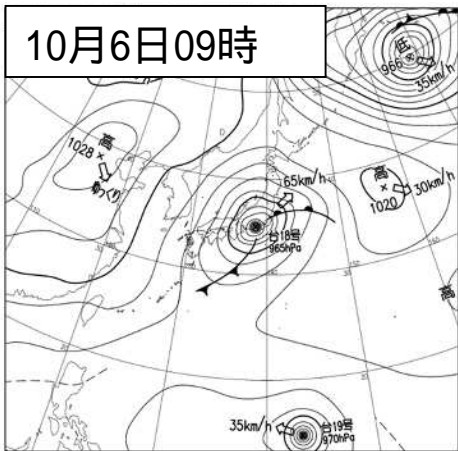 10月6日09時
低
966
35km/h
高
1028
ゆっくり
65km/h
高
1020
30km/h
台18号
965hPa
高
35km/h
台19号
970hPa